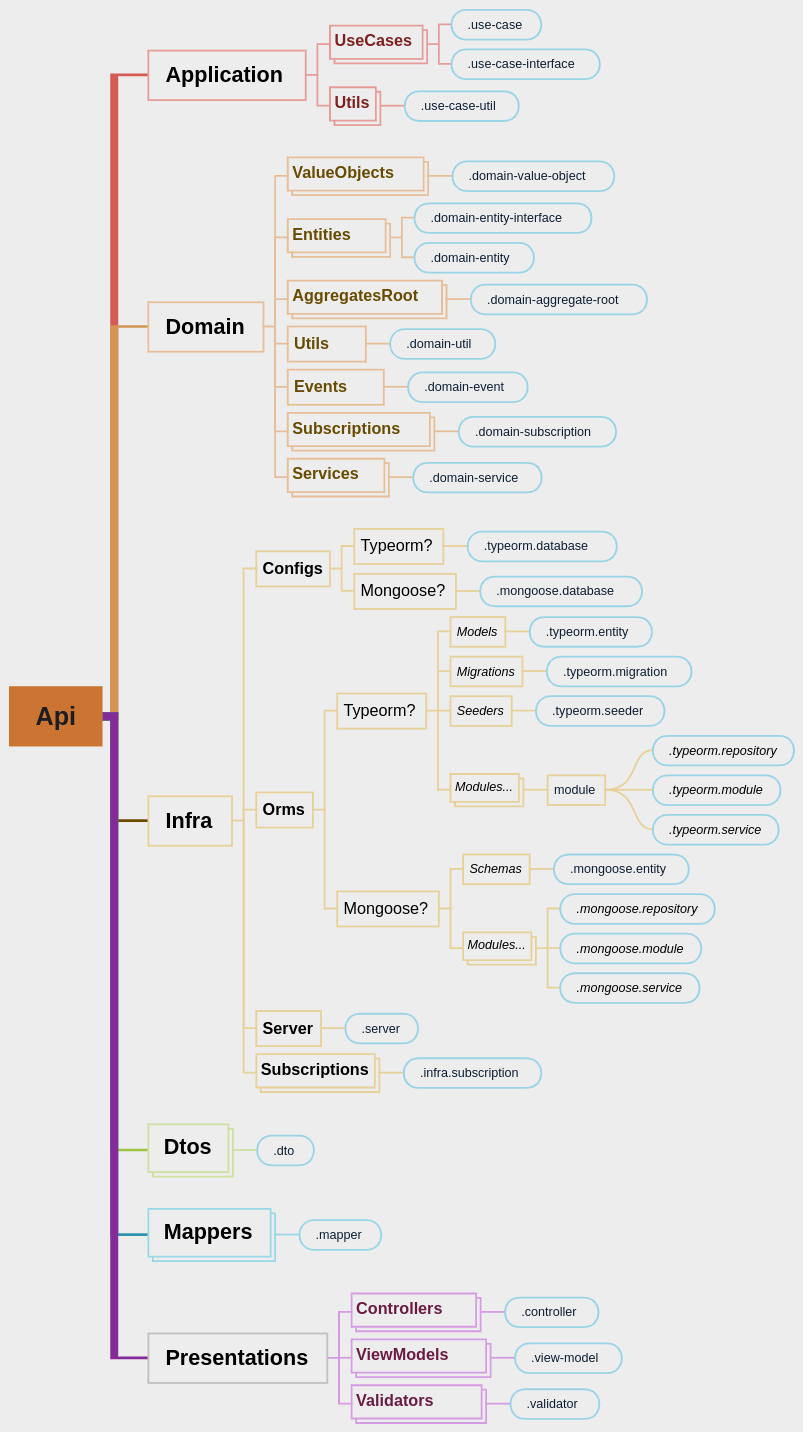 Api
Application
UseCases
.use-case
.use-case-interface
Utils
.use-case-util
Domain
ValueObjects
.domain-value-object
Entities
.domain-entity-interface
.domain-entity
AggregatesRoot
.domain-aggregate-root
Utils
.domain-util
Events
.domain-event
Subscriptions
.domain-subscription
Services
.domain-service
Infra
Configs
Typeorm?
.typeorm.database
Mongoose?
.mongoose.database
Orms
Typeorm?
Models
.typeorm.entity
Migrations
.typeorm.migration
Seeders
.typeorm.seeder
Modules...
module
.typeorm.repository
.typeorm.module
.typeorm.service
Mongoose?
Schemas
.mongoose.entity
Modules...
.mongoose.repository
.mongoose.module
.mongoose.service
Server
.server
Subscriptions
.infra.subscription
Dtos
.dto
Mappers
.mapper
Presentations
Controllers
.controller
ViewModels
.view-model
Validators
.validator